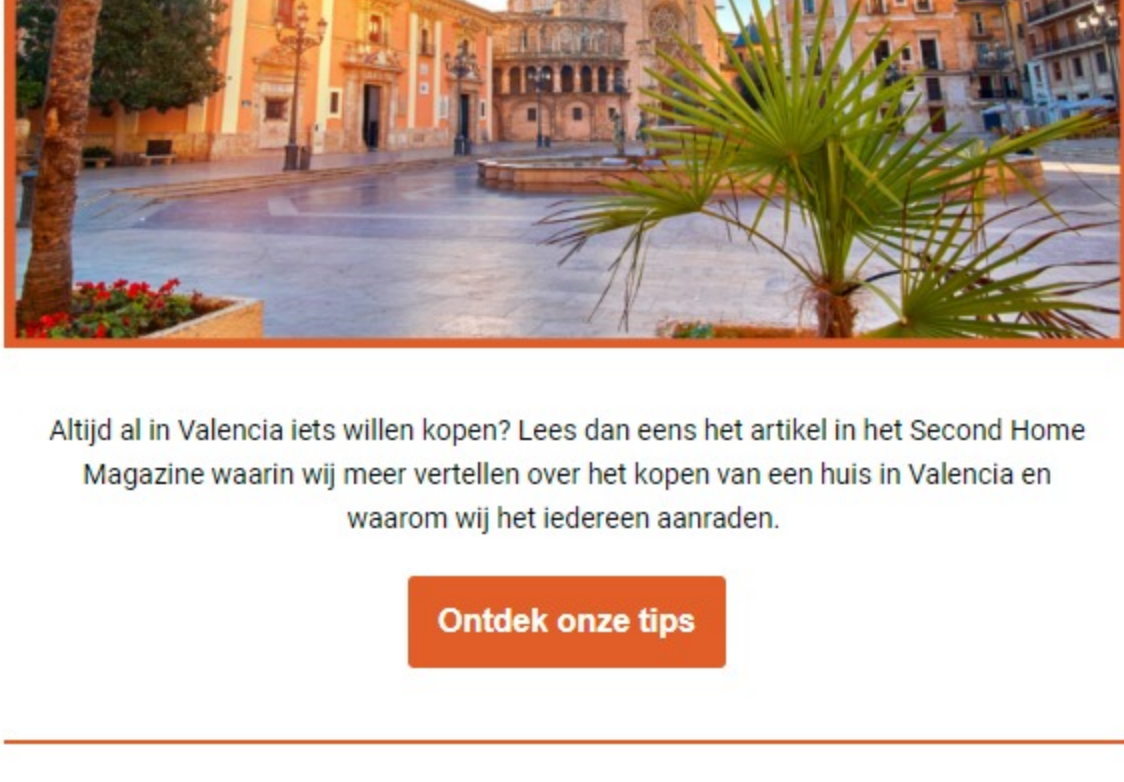 Altijd al in Valencia iets willen kopen? Lees dan eens het artikel in het Second Home
Magazine waarin wij meer vertellen over het kopen van een huis in Valencia en
waarom wij het iedereen aanraden.
Ontdek onze tips